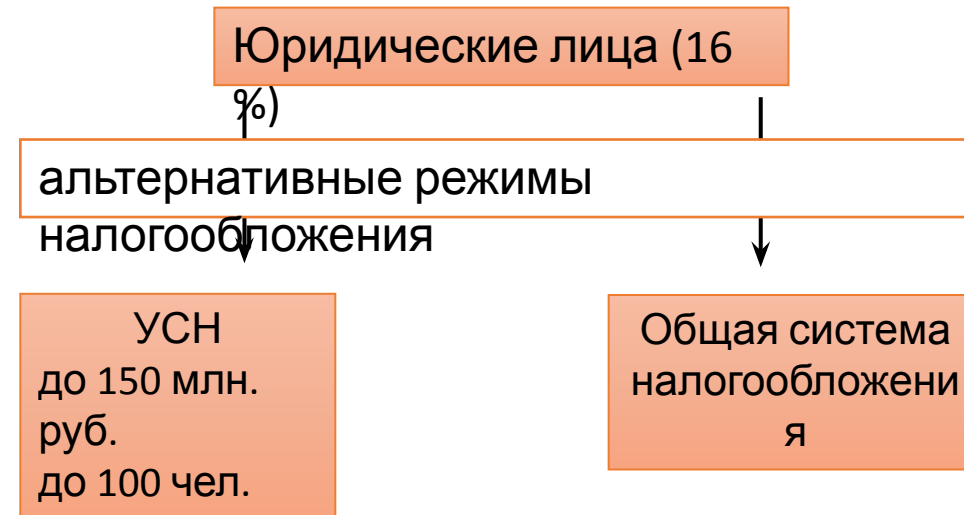 Юридические лица (16
%)
альтернативные режимы
налогообложения
УСН
до 150 млн.
руб.
до 100 чел.
Общая система
налогообложени
я